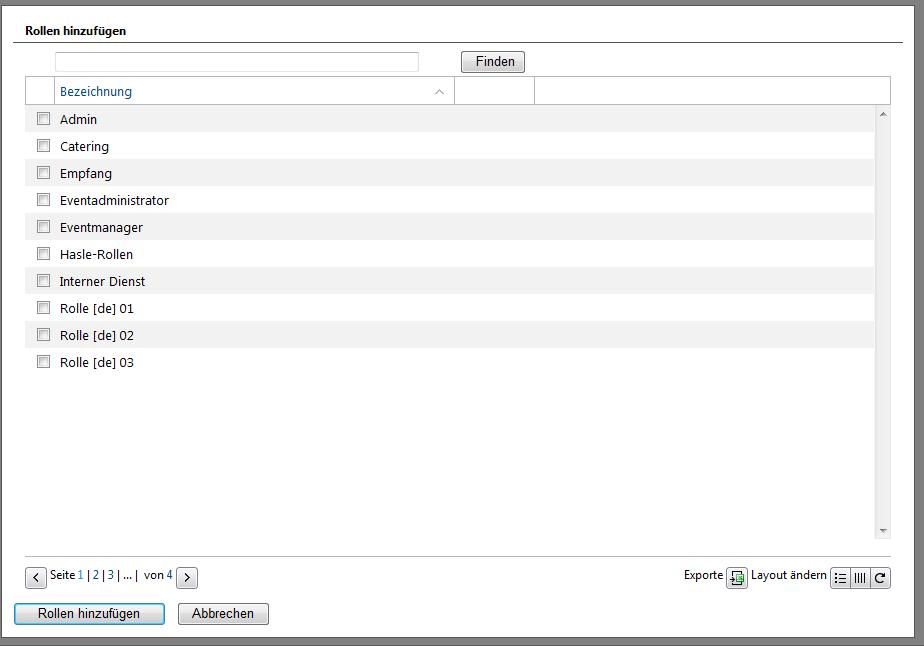 Rollen hinzufügen
Finden
Bezeichnung
Admin
Catering
Empfang
Eventadministrator
Eventmanager
Hasle-Rollen
Interner Dienst
Rolle [de] 01
Rolle [de] 02
Rolle [de] 03
Seite 1 | 2 | 3 | ... | von 4 Exporte Layout ändern
Rollen hinzufügen Abbrechen